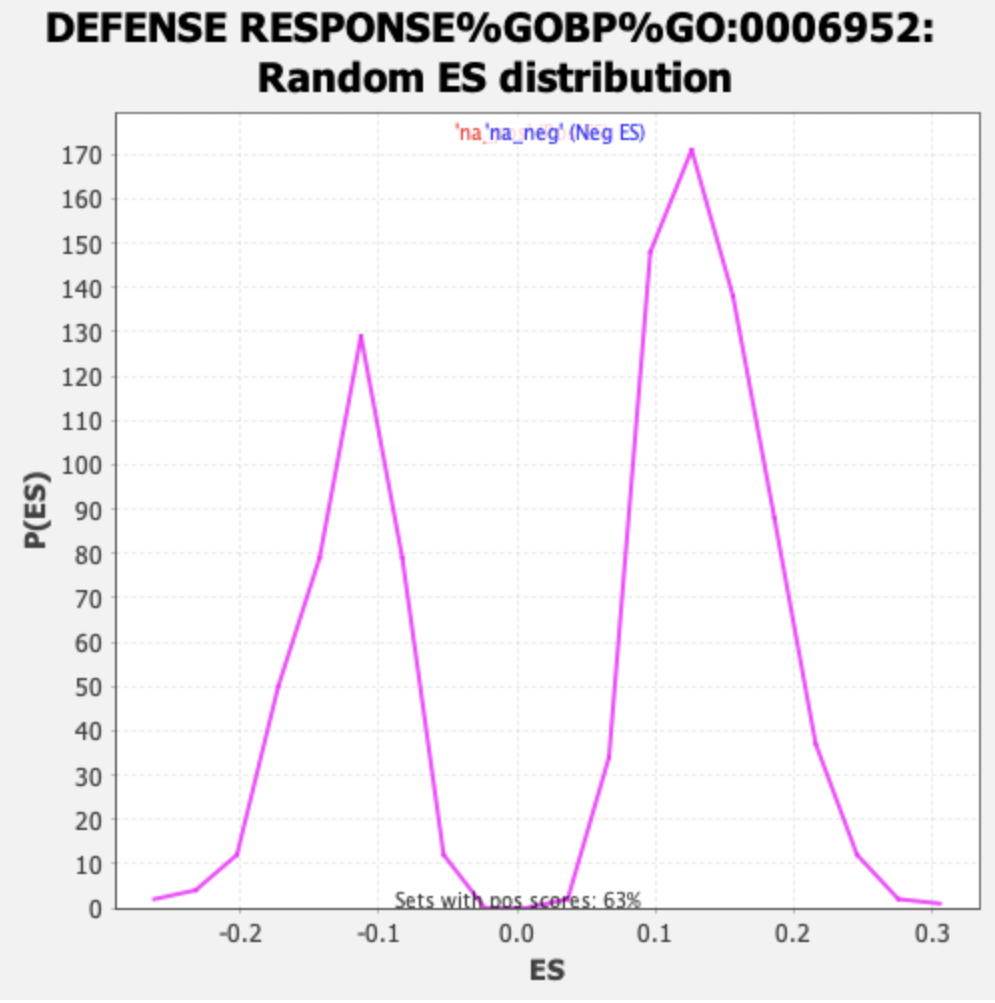 DEFENSE RESPONSE%GOBP%GO:0006952:
Random ES distribution
'na_'na_neg' (Neg ES)
170
160
150
140
130
120
110
100
90
80
70
60
50
40
30
20
10
0
P(ES)
Sets with pos scores: 63%
-0.2 -0.1 0.0 0.1 0.2 0.3
ES